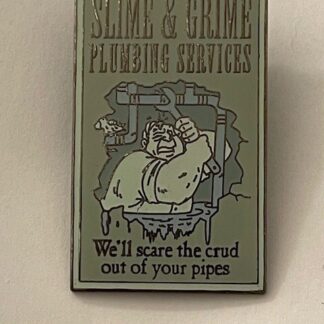 SLIME & GRIME
PLUMBING SERVICES
We'll scare the crud
out of your pipes